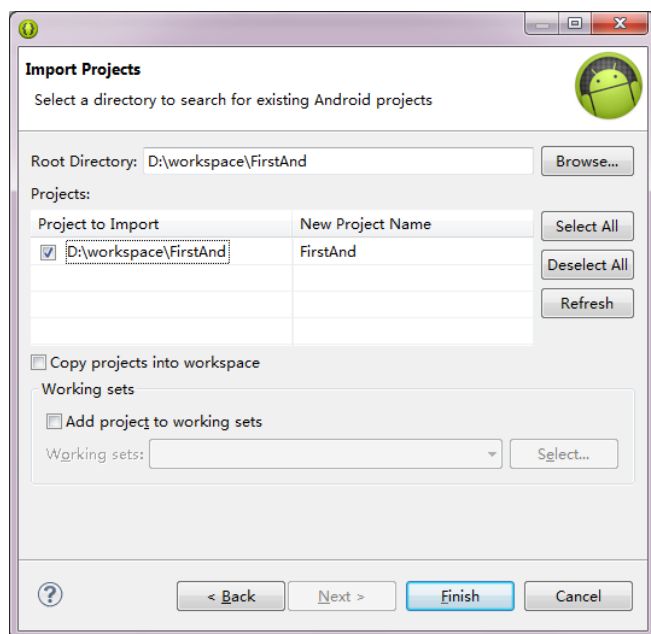 Import Projects
Select a directory to search for existing Android projects
Root Directory: D:\workspace\FirstAnd Browse...
Projects:
Project to Import New Project Name Select All
D:\workspace\FirstAnd FirstAnd
Deselect All
Refresh
Copy projects into workspace
Working sets
Add project to working sets
Working sets: Select...
? < Back Next > Finish Cancel